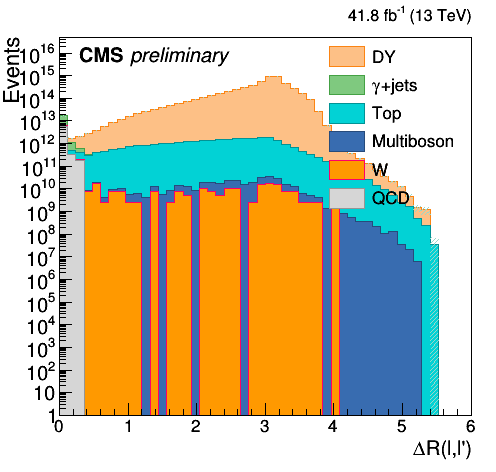 41.8 fb⁻¹ (13 TeV)
Events
CMS preliminary
DY
γ+jets
Top
Multiboson
W
QCD
10¹⁶
10¹⁵
10¹⁴
10¹³
10¹²
10¹¹
10¹⁰
10⁹
10⁸
10⁷
10⁶
10⁵
10⁴
10³
10²
10
1
0 1 2 3 4 5 6
ΔR(l,l')